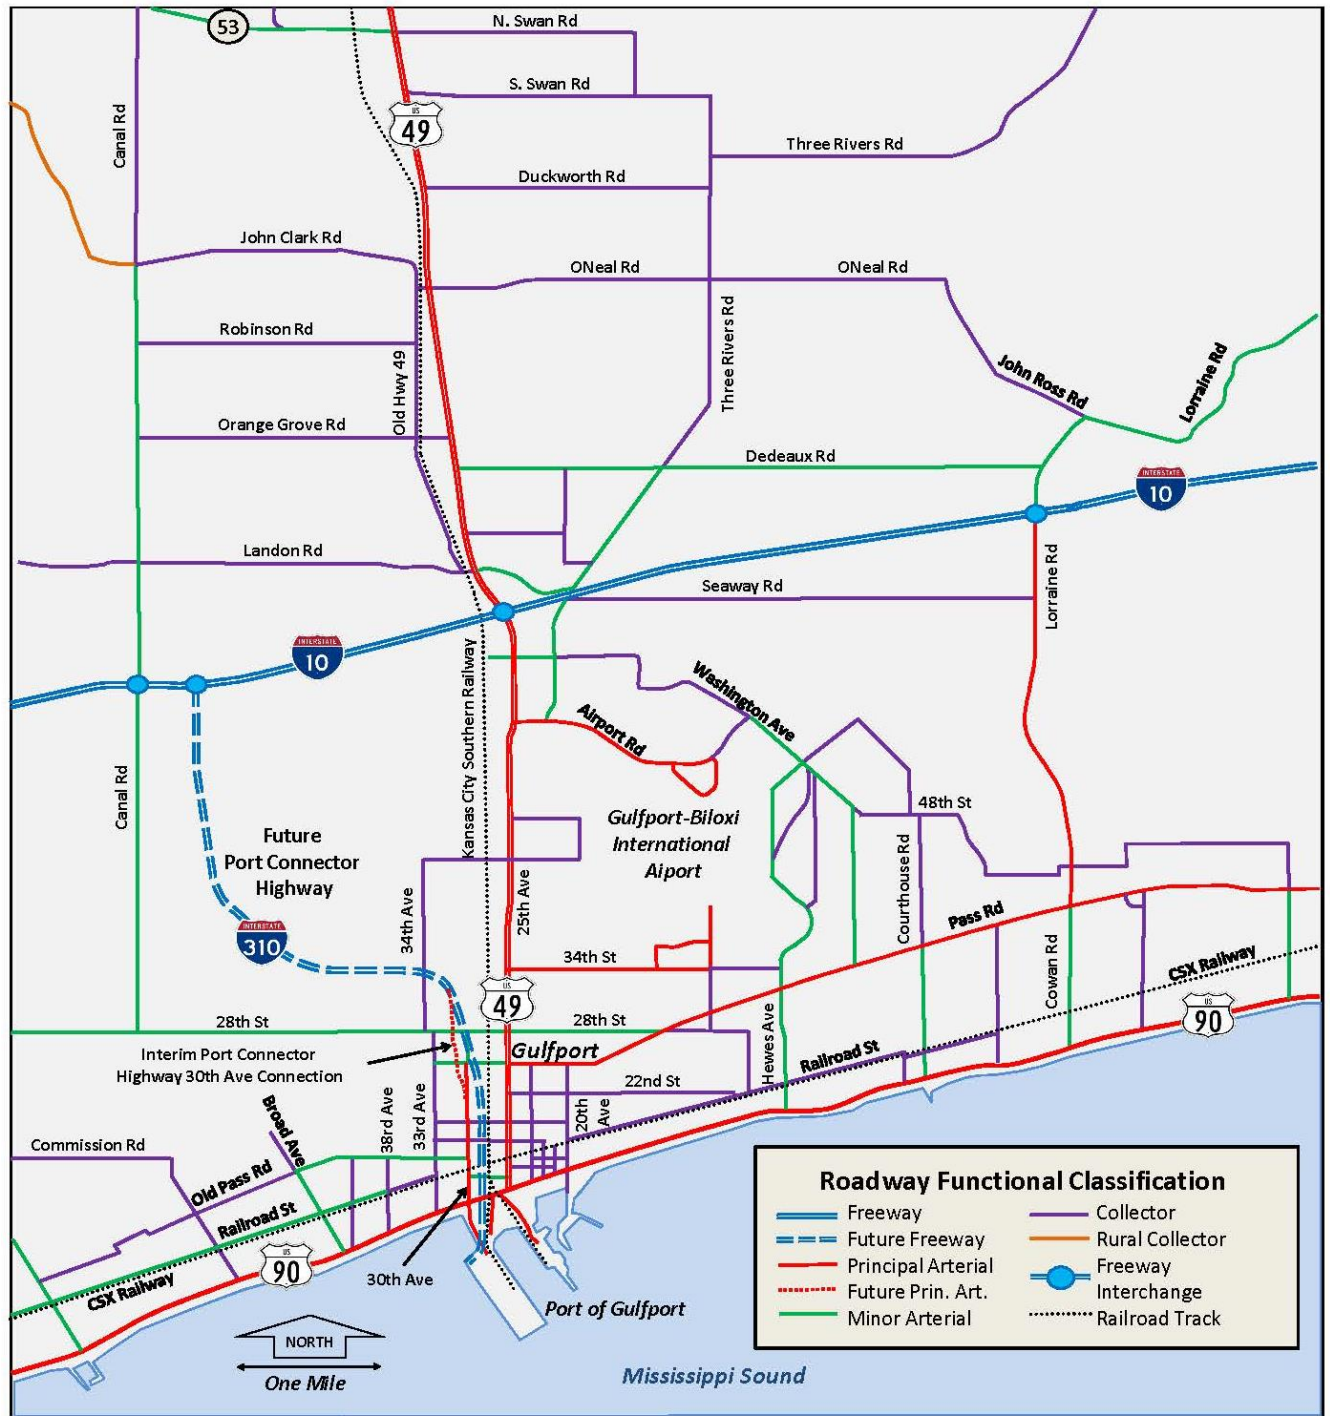 53
N. Swan Rd
S. Swan Rd
US
49
Canal Rd
Three Rivers Rd
Duckworth Rd
John Clark Rd
ONeal Rd
ONeal Rd
Robinson Rd
Old Hwy 49
Three Rivers Rd
John Ross Rd
Lorraine Rd
Orange Grove Rd
Dedeaux Rd
INTERSTATE
10
Landon Rd
Seaway Rd
Lorraine Rd
INTERSTATE
10
Kansas City Southern Railway
Washington Ave
Airport Rd
Canal Rd
48th St
Gulfport-Biloxi
International
Aiport
Future
Port Connector
Highway
Courthouse Rd
34th Ave
25th Ave
Pass Rd
INTERSTATE
310
34th St
Cowan Rd
CSX Railway
US
49
US
90
28th St
28th St
Hewes Ave
Interim Port Connector
Highway 30th Ave Connection
Gulfport
Railroad St
22nd St
Broad Ave
38rd Ave
33rd Ave
20th
Ave
Commission Rd
Old Pass Rd
Railroad St
CSX Railway
US
90
30th Ave
Port of Gulfport
NORTH
One Mile
Mississippi Sound
Roadway Functional Classification
Freeway
Future Freeway
Principal Arterial
Future Prin. Art.
Minor Arterial
Collector
Rural Collector
Freeway
Interchange
Railroad Track